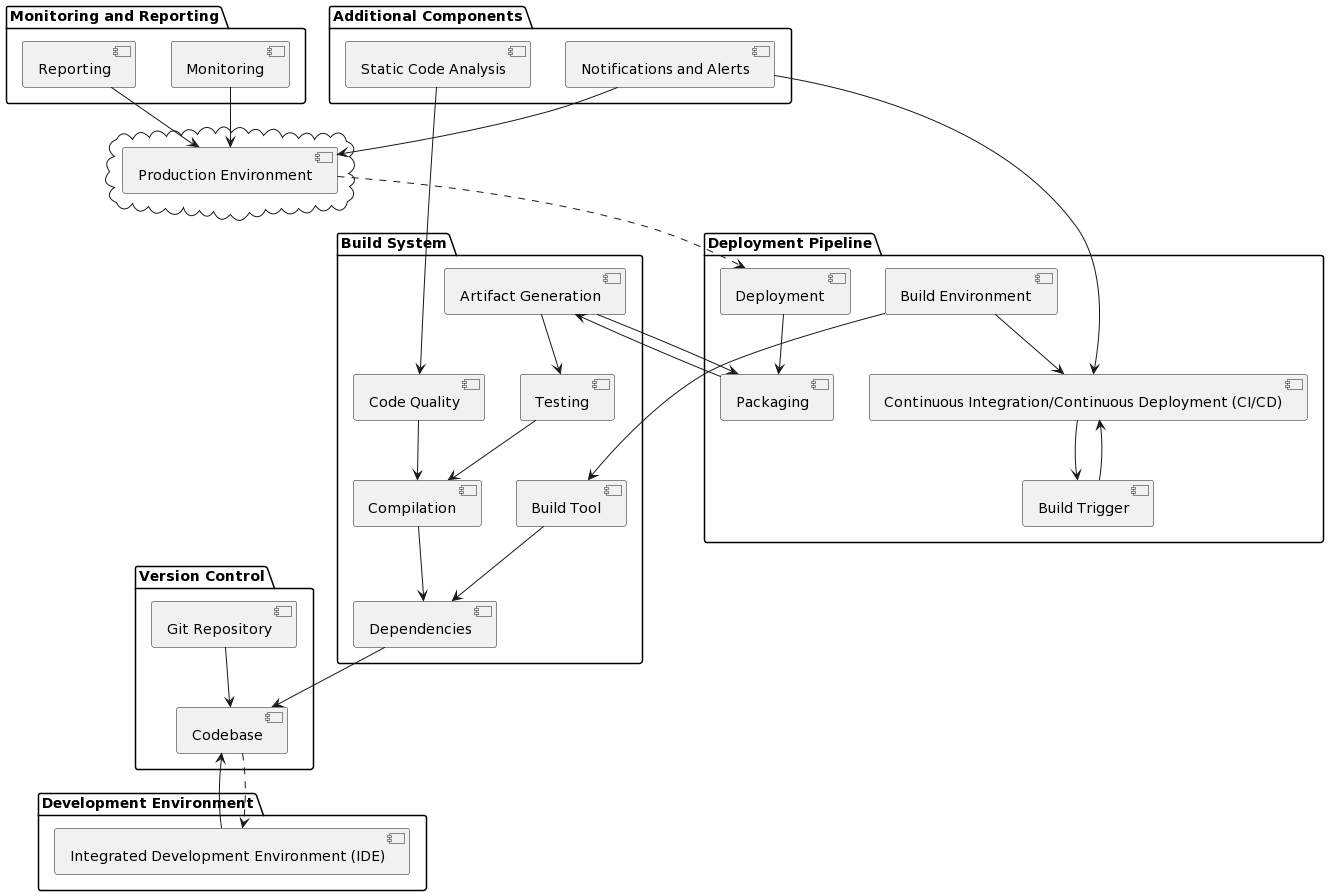 Monitoring and Reporting
Additional Components
Reporting
Monitoring
Static Code Analysis
Notifications and Alerts
Production Environment
Build System
Deployment Pipeline
Artifact Generation
Deployment
Build Environment
Code Quality
Testing
Packaging
Continuous Integration/Continuous Deployment (CI/CD)
Compilation
Build Tool
Build Trigger
Version Control
Git Repository
Dependencies
Codebase
Development Environment
Integrated Development Environment (IDE)